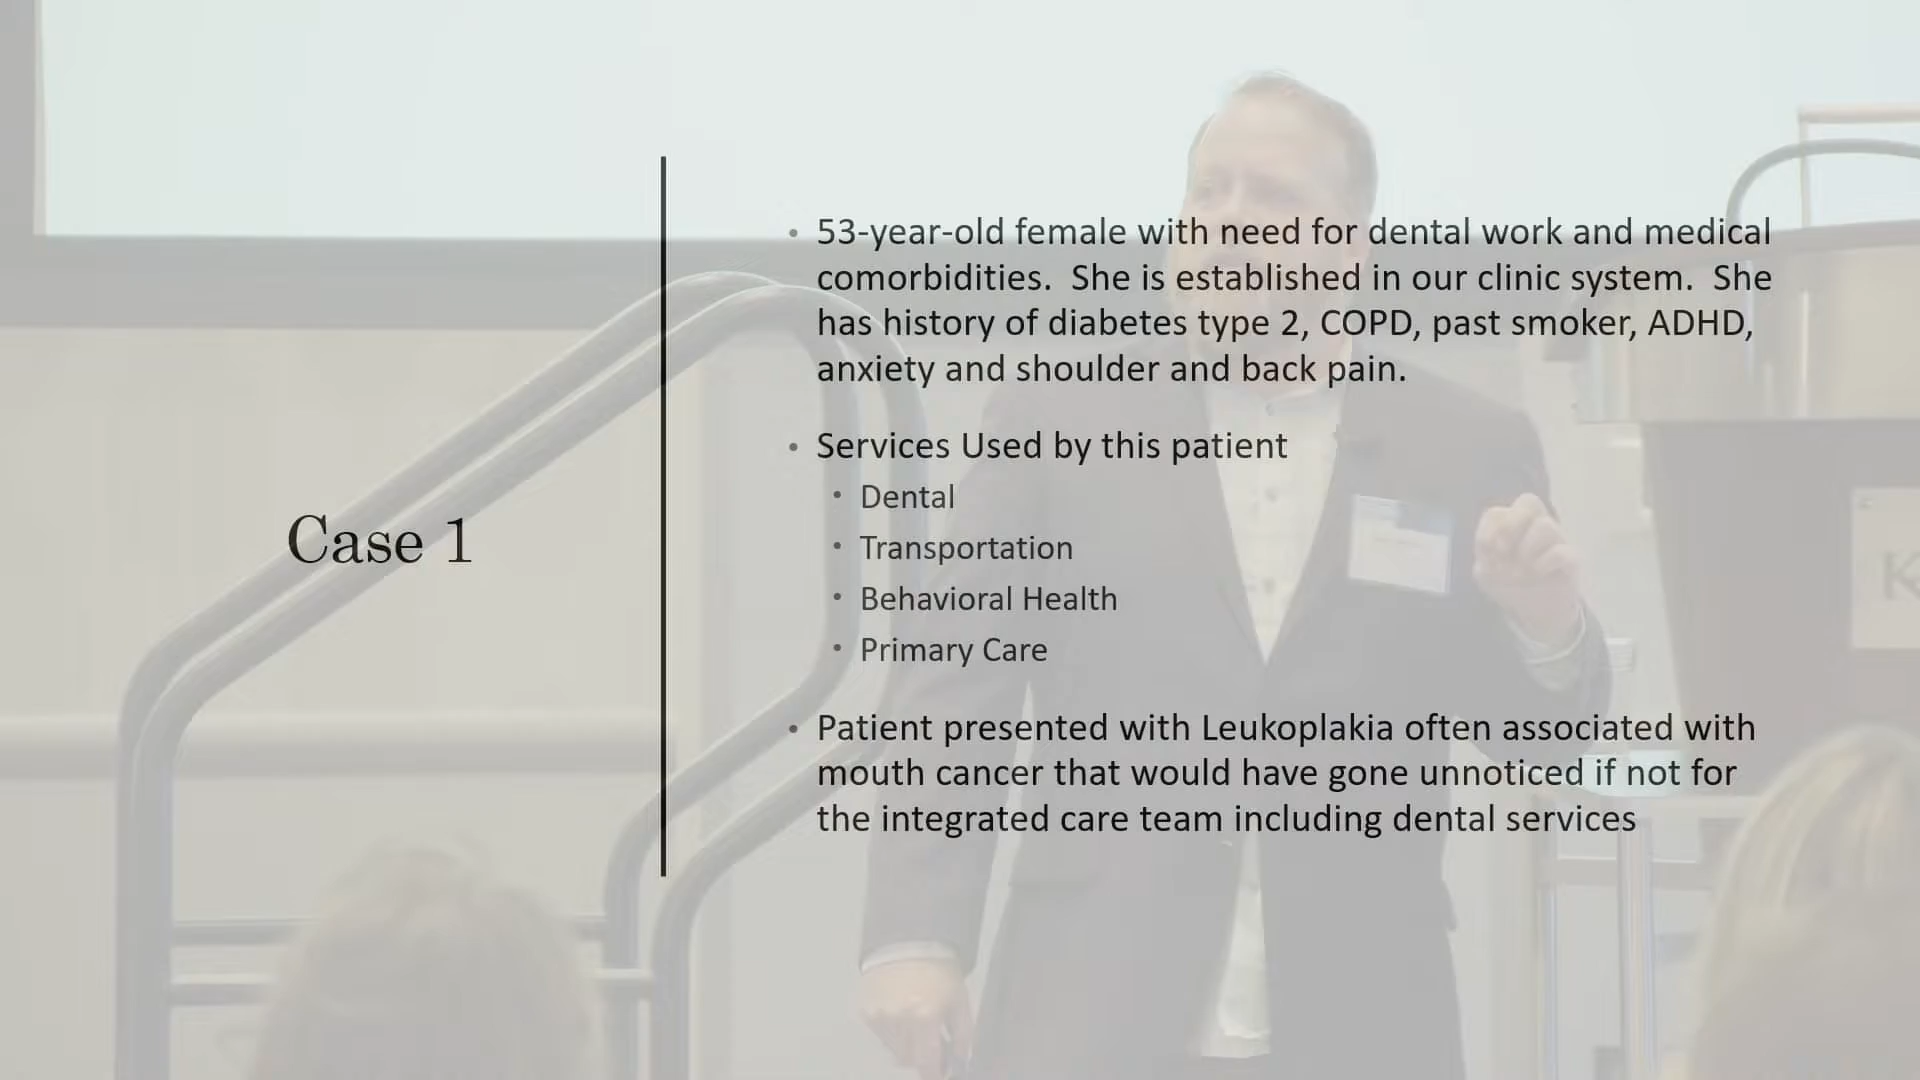 Case 1
• 53-year-old female with need for dental work and medical
comorbidities.  She is established in our clinic system.  She
has history of diabetes type 2, COPD, past smoker, ADHD,
anxiety and shoulder and back pain.
• Services Used by this patient
• Dental
• Transportation
• Behavioral Health
• Primary Care
• Patient presented with Leukoplakia often associated with
mouth cancer that would have gone unnoticed if not for
the integrated care team including dental services
K